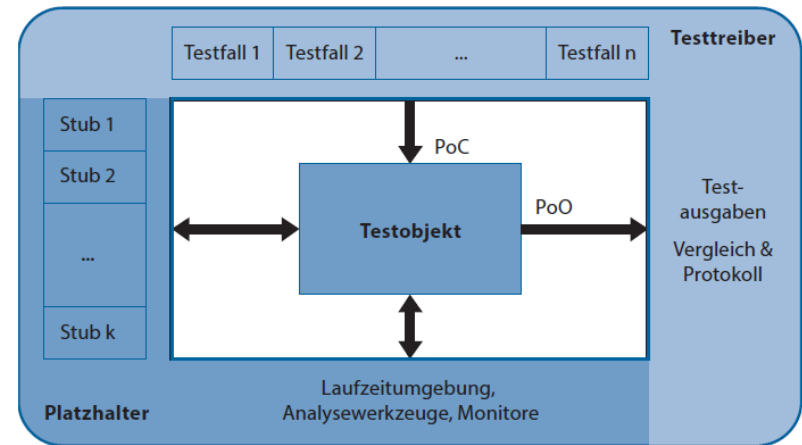 Testfall 1 Testfall 2 ... Testfall n Testtreiber
Stub 1
Stub 2
...
Stub k
Platzhalter
PoC
Testobjekt
PoO
Test-
ausgaben
Vergleich &
Protokoll
Laufzeitumgebung,
Analysewerkzeuge, Monitore